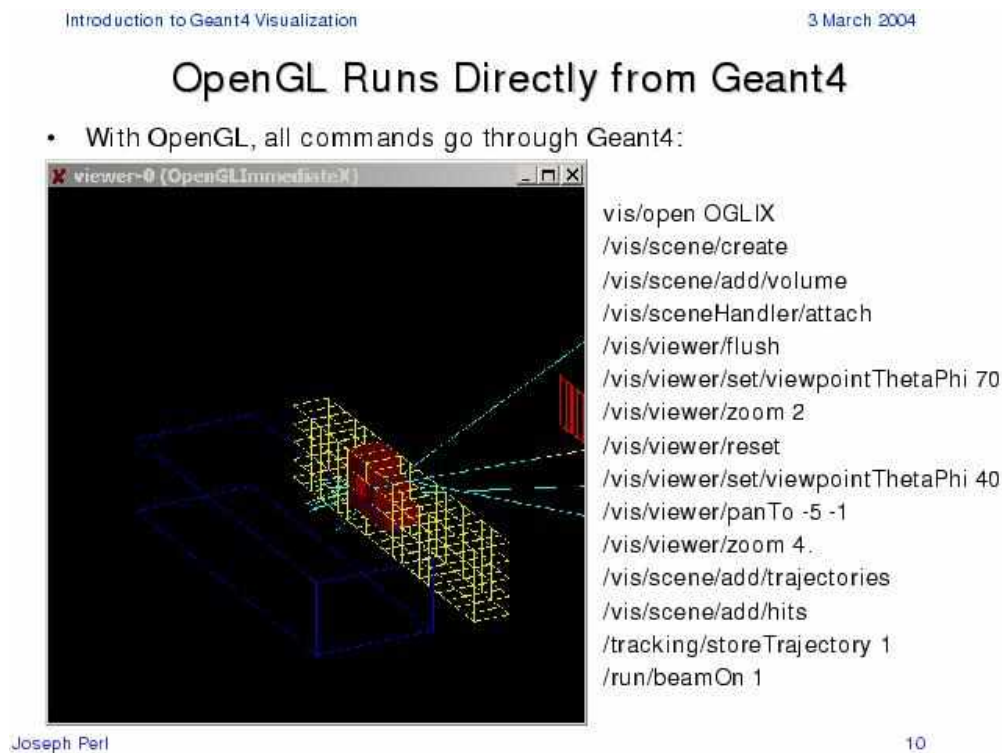 Introduction to Geant4 Visualization
3 March 2004
OpenGL Runs Directly from Geant4
• With OpenGL, all commands go through Geant4:
viewer-0 (OpenGLImmediateX)
vis/open OGLIX
/vis/scene/create
/vis/scene/add/volume
/vis/sceneHandler/attach
/vis/viewer/flush
/vis/viewer/set/viewpointThetaPhi 70
/vis/viewer/zoom 2
/vis/viewer/reset
/vis/viewer/set/viewpointThetaPhi 40
/vis/viewer/panTo -5 -1
/vis/viewer/zoom 4.
/vis/scene/add/trajectories
/vis/scene/add/hits
/tracking/storeTrajectory 1
/run/beamOn 1
Joseph Perl
10